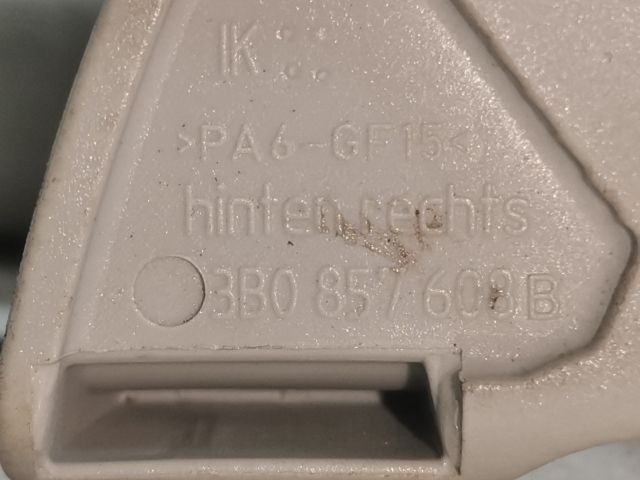 K
>PA6-GF15<
hinten rechts
3B0 857 608 B